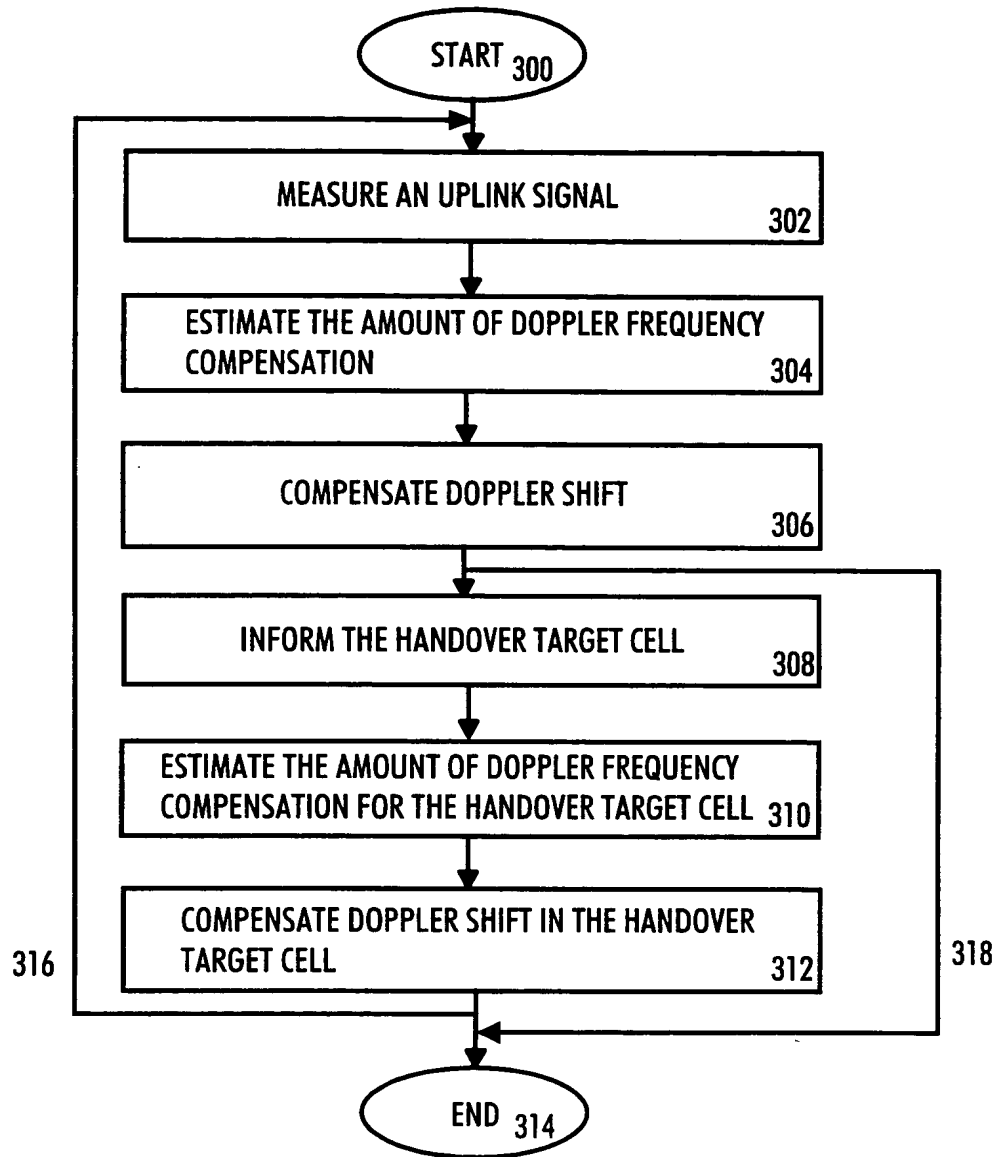 START 300
MEASURE AN UPLINK SIGNAL
302
ESTIMATE THE AMOUNT OF DOPPLER FREQUENCY
COMPENSATION 304
COMPENSATE DOPPLER SHIFT
306
INFORM THE HANDOVER TARGET CELL
308
ESTIMATE THE AMOUNT OF DOPPLER FREQUENCY
COMPENSATION FOR THE HANDOVER TARGET CELL 310
COMPENSATE DOPPLER SHIFT IN THE HANDOVER
TARGET CELL 312
316
318
END 314